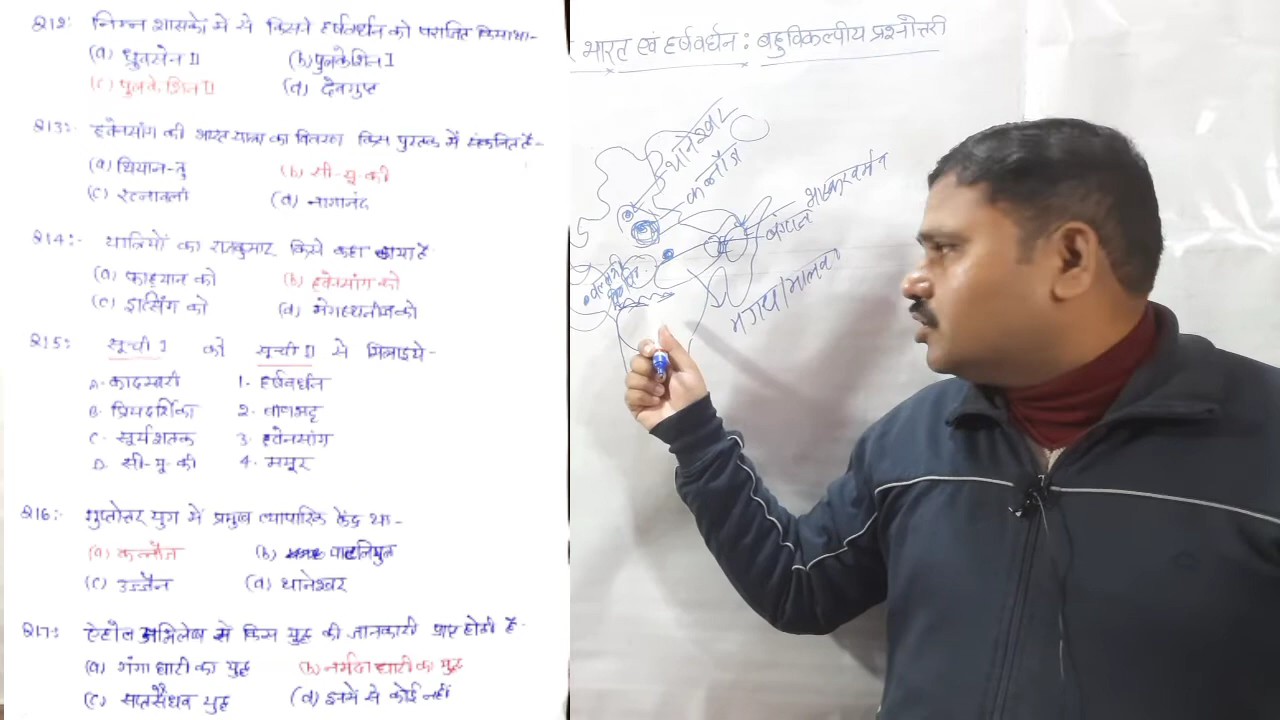 Q12: निम्न शासकों में से किसने हर्षवर्धन को पराजित किया था-
(a) ध्रुवसेन II (b) पुलकेशिन I
(c) पुलकेशिन II (d) देवगुप्त
Q13:- ह्वेनसांग की भारत यात्रा का विवरण किस पुस्तक में संकलित है-
(a) थियान-तु (b) सी-यू-की
(c) रत्नावली (d) नागानंद
Q14:- यात्रियों का राजकुमार किसे कहा जाता है
(a) फाह्यान को (b) ह्वेनसांग को
(c) इत्सिंग को (d) मेगस्थनीज को
Q15: सूची I को सूची II से मिलाइये-
A. कादम्बरी 1. हर्षवर्धन
B. प्रियदर्शिका 2. बाणभट्ट
C. सूर्यशतक 3. ह्वेनसांग
D. सी-यू-की 4. मयूर
Q16:- गुप्तोत्तर युग में प्रमुख व्यापारिक केंद्र था-
(a) कन्नौज (b) पाटलिपुत्र
(c) उज्जैन (d) थानेश्वर
Q17: ऐहोल अभिलेख से किस युद्ध की जानकारी प्राप्त होती है-
(a) गंगा घाटी का युद्ध (b) नर्मदा घाटी का युद्ध
(c) सप्तसैंधव युद्ध (d) इनमें से कोई नहीं
भारत एवं हर्षवर्धन : बहुविकल्पीय प्रश्नोत्तरी
थानेश्वर
कन्नौज
भास्करवर्मन
बंगाल
मगध/मालवा